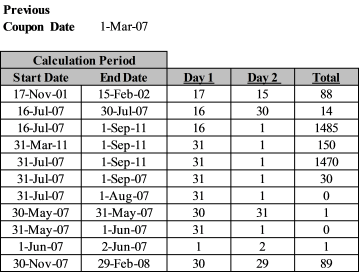 Previous
Coupon Date 1-Mar-07
Calculation Period
Start Date End Date Day 1 Day 2 Total
17-Nov-01 15-Feb-02 17 15 88
16-Jul-07 30-Jul-07 16 30 14
16-Jul-07 1-Sep-11 16 1 1485
31-Mar-11 1-Sep-11 31 1 150
31-Jul-07 1-Sep-11 31 1 1470
31-Jul-07 1-Sep-07 31 1 30
31-Jul-07 1-Aug-07 31 1 0
30-May-07 31-May-07 30 31 1
31-May-07 1-Jun-07 31 1 0
1-Jun-07 2-Jun-07 1 2 1
30-Nov-07 29-Feb-08 30 29 89